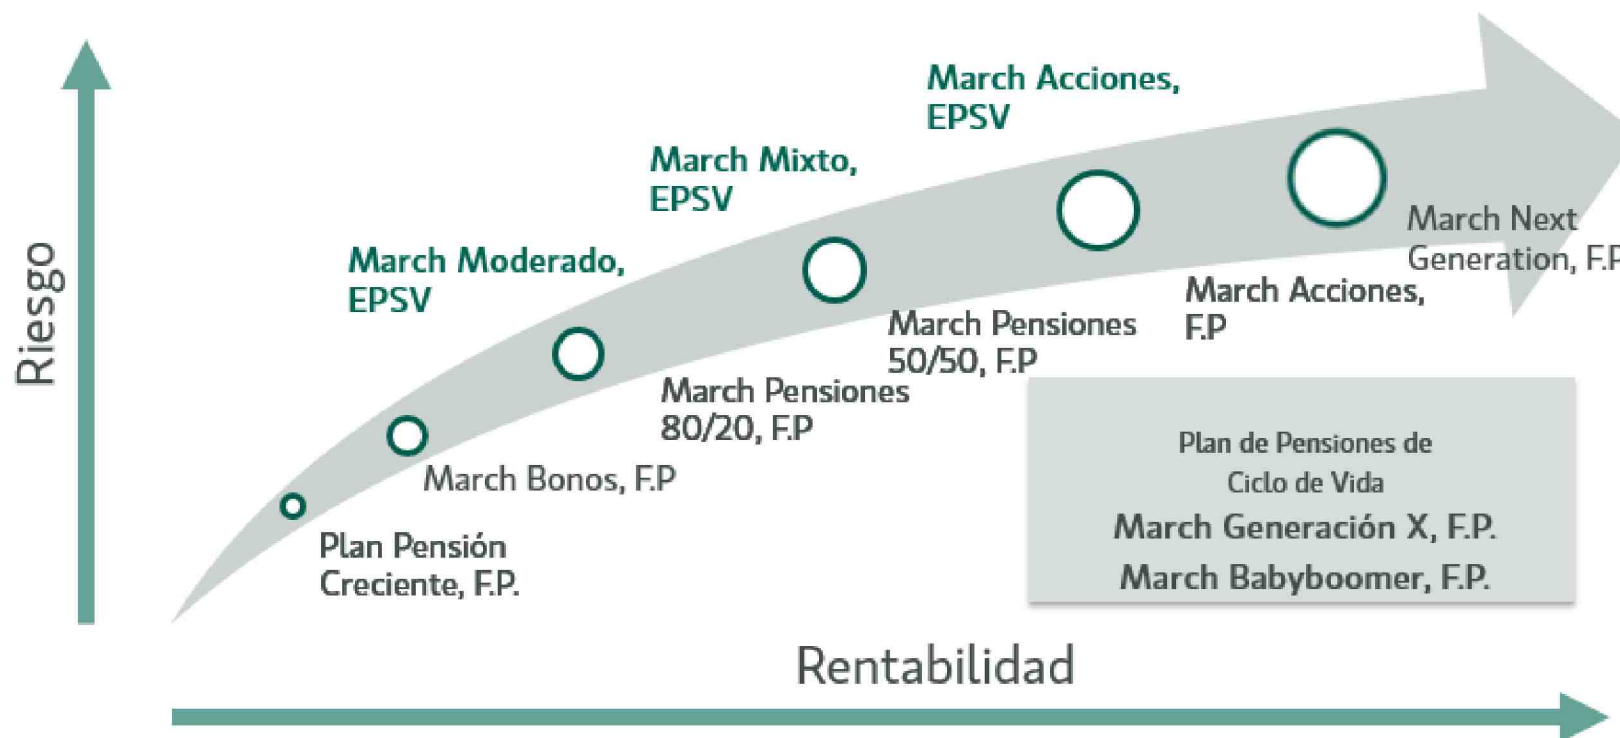 March Acciones,
EPSV
March Mixto,
EPSV
March Moderado,
EPSV
Riesgo
March Next
Generation, F.P
March Acciones,
F.P
March Pensiones
50/50, F.P
March Pensiones
80/20, F.P
March Bonos, F.P
Plan Pensión
Creciente, F.P.
Plan de Pensiones de
Ciclo de Vida
March Generación X, F.P.
March Babyboomer, F.P.
Rentabilidad